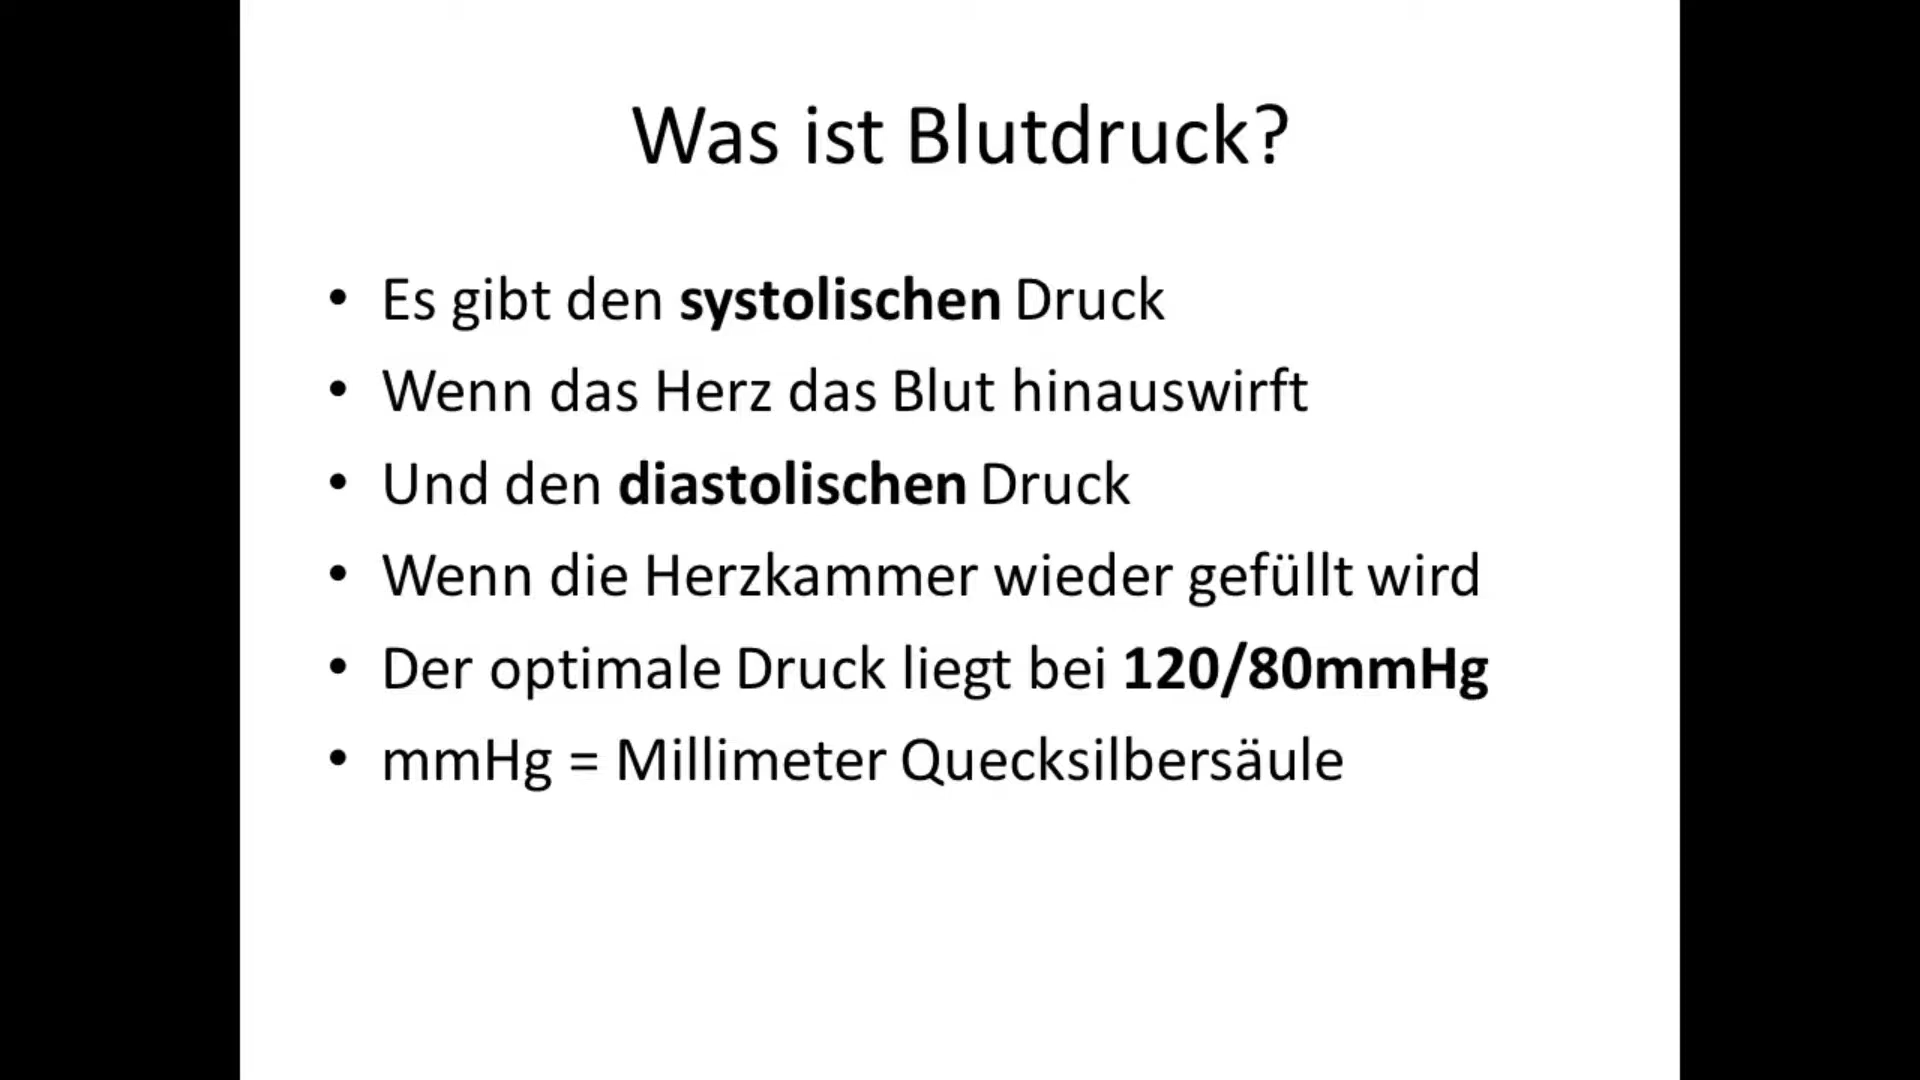 Was ist Blutdruck?
• Es gibt den systolischen Druck
• Wenn das Herz das Blut hinauswirft
• Und den diastolischen Druck
• Wenn die Herzkammer wieder gefüllt wird
• Der optimale Druck liegt bei 120/80mmHg
• mmHg = Millimeter Quecksilbersäule